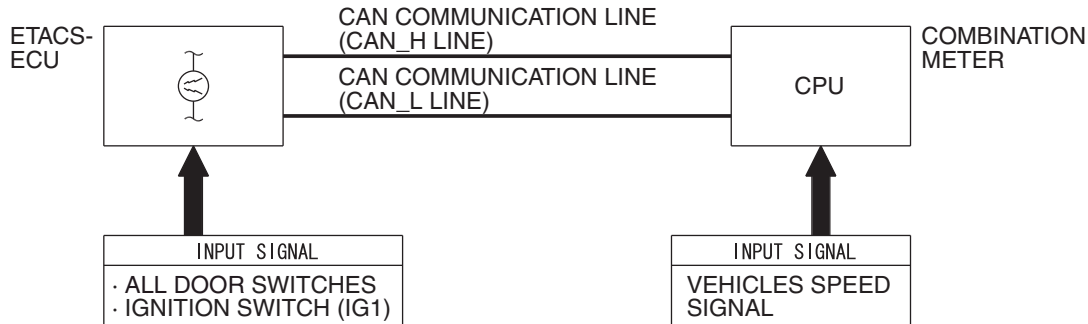 ETACS-
ECU
CAN COMMUNICATION LINE
(CAN_H LINE)
CAN COMMUNICATION LINE
(CAN_L LINE)
CPU
COMBINATION
METER
INPUT SIGNAL
· ALL DOOR SWITCHES
· IGNITION SWITCH (IG1)
INPUT SIGNAL
VEHICLES SPEED
SIGNAL